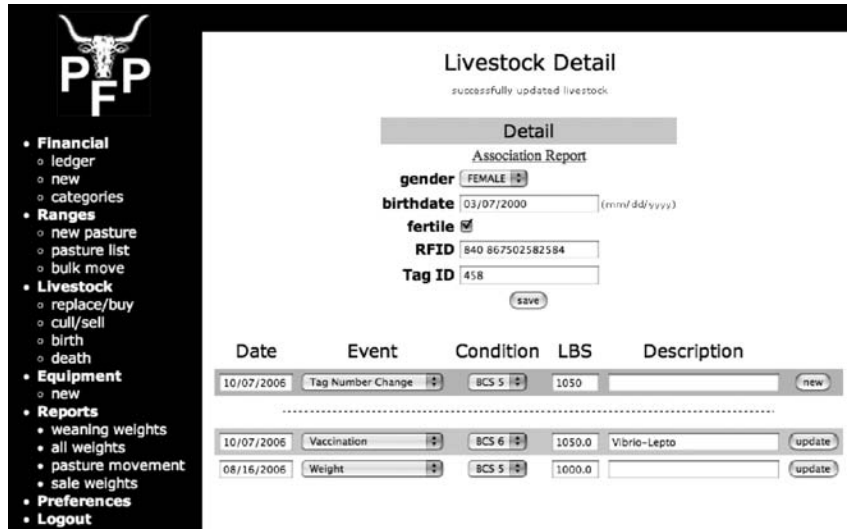 PFP
• Financial
◦ ledger
◦ new
◦ categories
• Ranges
◦ new pasture
◦ pasture list
◦ bulk move
• Livestock
◦ replace/buy
◦ cull/sell
◦ birth
◦ death
• Equipment
◦ new
• Reports
• weaning weights
• all weights
• pasture movement
• sale weights
• Preferences
• Logout
Livestock Detail
successfully updated livestock
Detail
Association Report
gender FEMALE
birthdate 03/07/2000 (mm/dd/yyyy)
fertile
RFID 840 867502582584
Tag ID 458
save
Date Event Condition LBS Description
10/07/2006 Tag Number Change BCS 5 1050 new
10/07/2006 Vaccination BCS 6 1050.0 Vibrio-Lepto update
08/16/2006 Weight BCS 5 1000.0 update